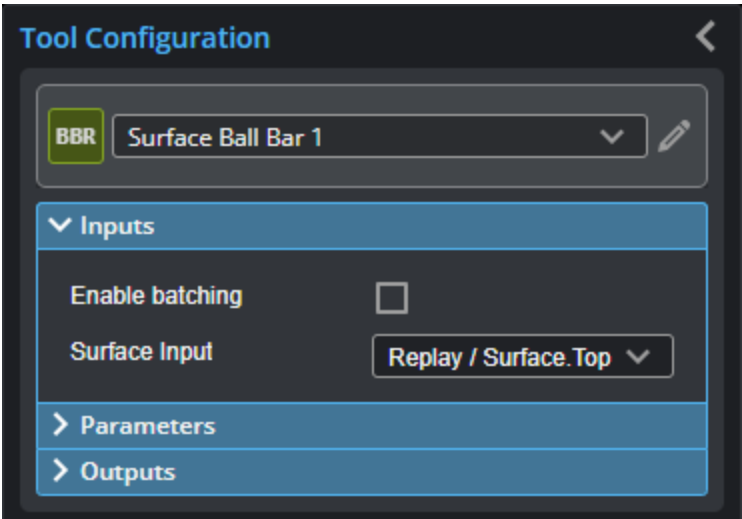 Tool Configuration
BBR Surface Ball Bar 1
Inputs
Enable batching
Surface Input Replay / Surface.Top
Parameters
Outputs